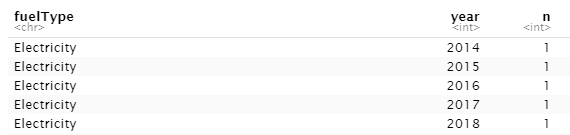 fuelType year n
<chr> <int> <int>
Electricity 2014 1
Electricity 2015 1
Electricity 2016 1
Electricity 2017 1
Electricity 2018 1